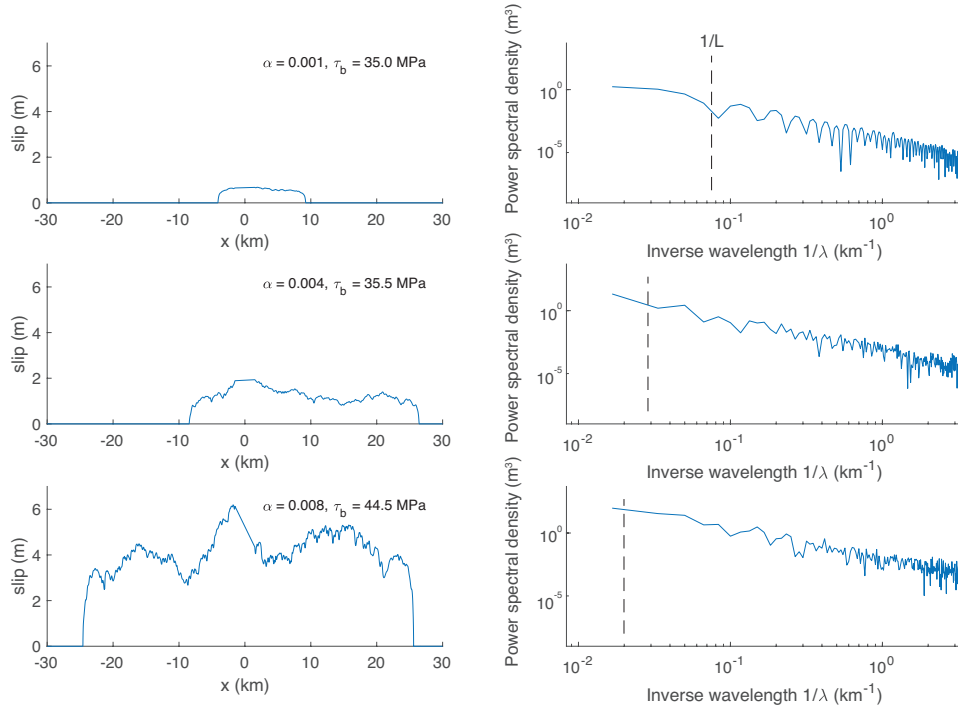 6
4
2
0
slip (m)
α = 0.001, τb = 35.0 MPa
-30 -20 -10 0 10 20 30
x (km)
Power spectral density (m³)
1/L
10⁰
10⁻⁵
10⁻² 10⁻¹ 10⁰
Inverse wavelength 1/λ (km⁻¹)
6
4
2
0
slip (m)
α = 0.004, τb = 35.5 MPa
-30 -20 -10 0 10 20 30
x (km)
Power spectral density (m³)
10⁰
10⁻⁵
10⁻² 10⁻¹ 10⁰
Inverse wavelength 1/λ (km⁻¹)
6
4
2
0
slip (m)
α = 0.008, τb = 44.5 MPa
-30 -20 -10 0 10 20 30
x (km)
Power spectral density (m³)
10⁰
10⁻⁵
10⁻² 10⁻¹ 10⁰
Inverse wavelength 1/λ (km⁻¹)